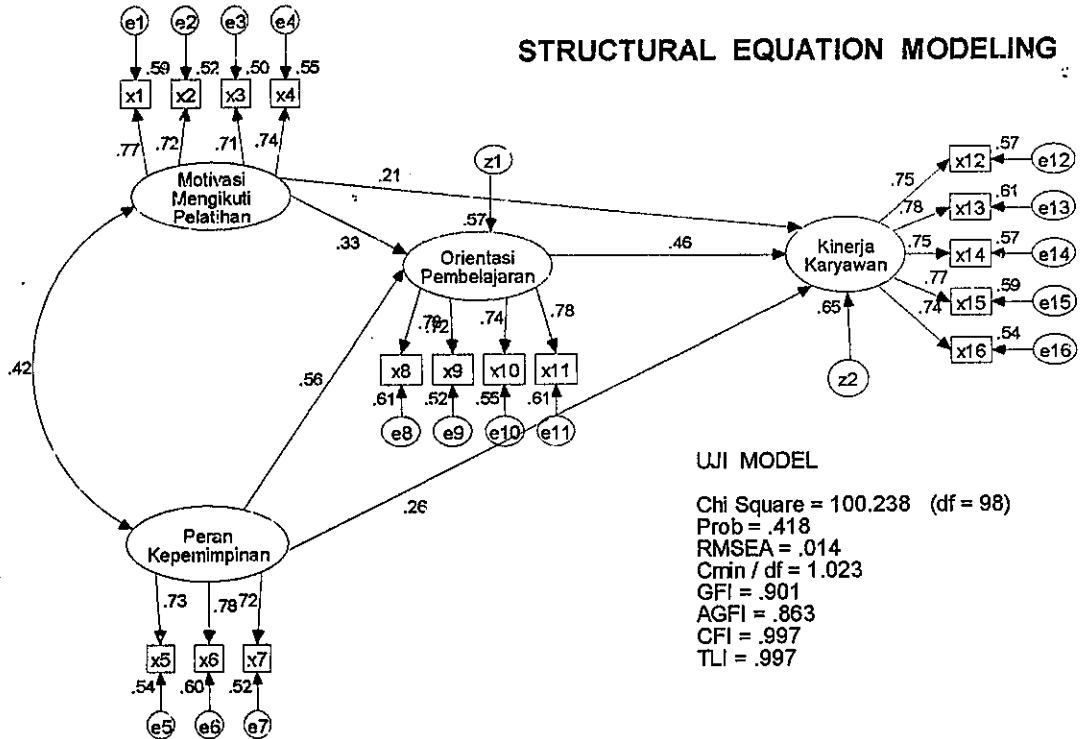 STRUCTURAL EQUATION MODELING
e1 e2 e3 e4
.59 .52 .50 .55
x1 x2 x3 x4
.77 .72 .71 .74
Motivasi
Mengikuti
Pelatihan
.21
z1
.33
.57
Orientasi
Pembelajaran
.46
Kinerja
Karyawan
.65
z2
.75 x12 .57 e12
.78 x13 .61 e13
.75 x14 .57 e14
.77 x15 .59 e15
.74 x16 .54 e16
.79 .72 .74 .78
x8 x9 x10 x11
.61 .52 .55 .61
e8 e9 e10 e11
.42
.56
.26
Peran
Kepemimpinan
.73 .78 .72
x5 x6 x7
.54 .60 .52
e5 e6 e7
UJI MODEL
Chi Square = 100.238 (df = 98)
Prob = .418
RMSEA = .014
Cmin / df = 1.023
GFI = .901
AGFI = .863
CFI = .997
TLI = .997